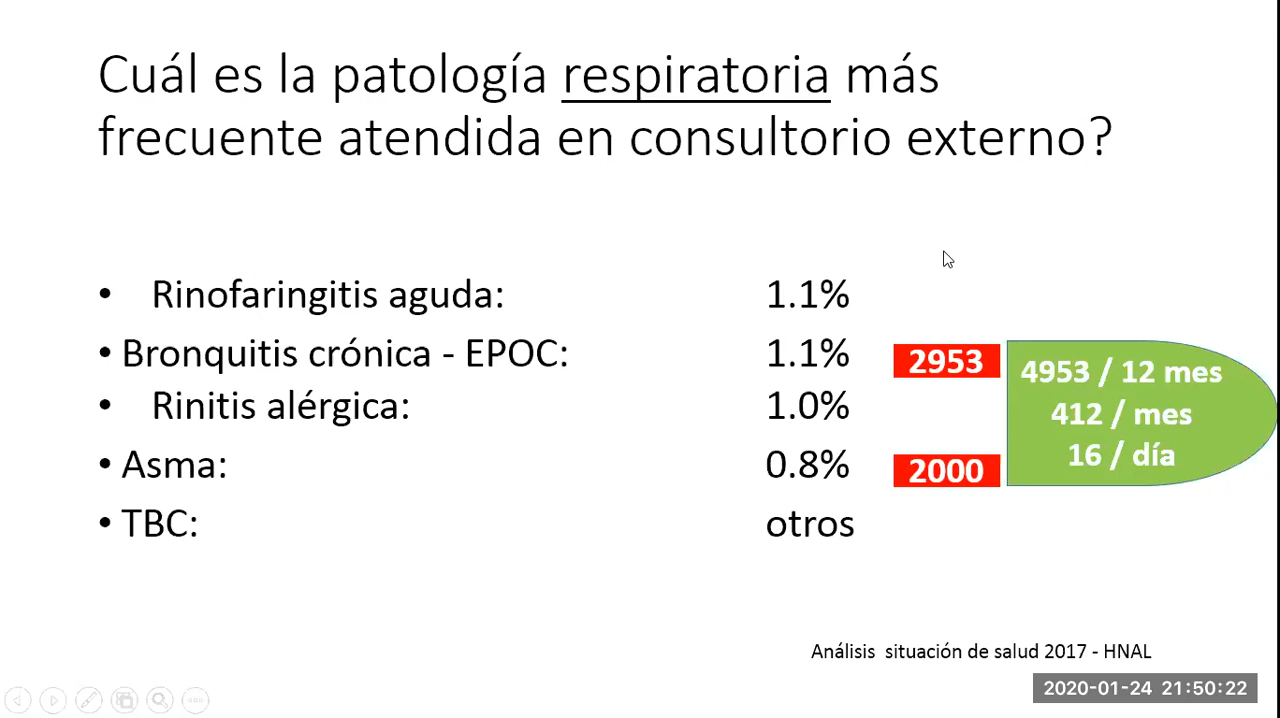 Cuál es la patología respiratoria más
frecuente atendida en consultorio externo?
• Rinofaringitis aguda: 1.1%
• Bronquitis crónica - EPOC: 1.1% 2953
• Rinitis alérgica: 1.0%
• Asma: 0.8% 2000
• TBC: otros
4953 / 12 mes
412 / mes
16 / día
Análisis situación de salud 2017 - HNAL
2020-01-24 21:50:22